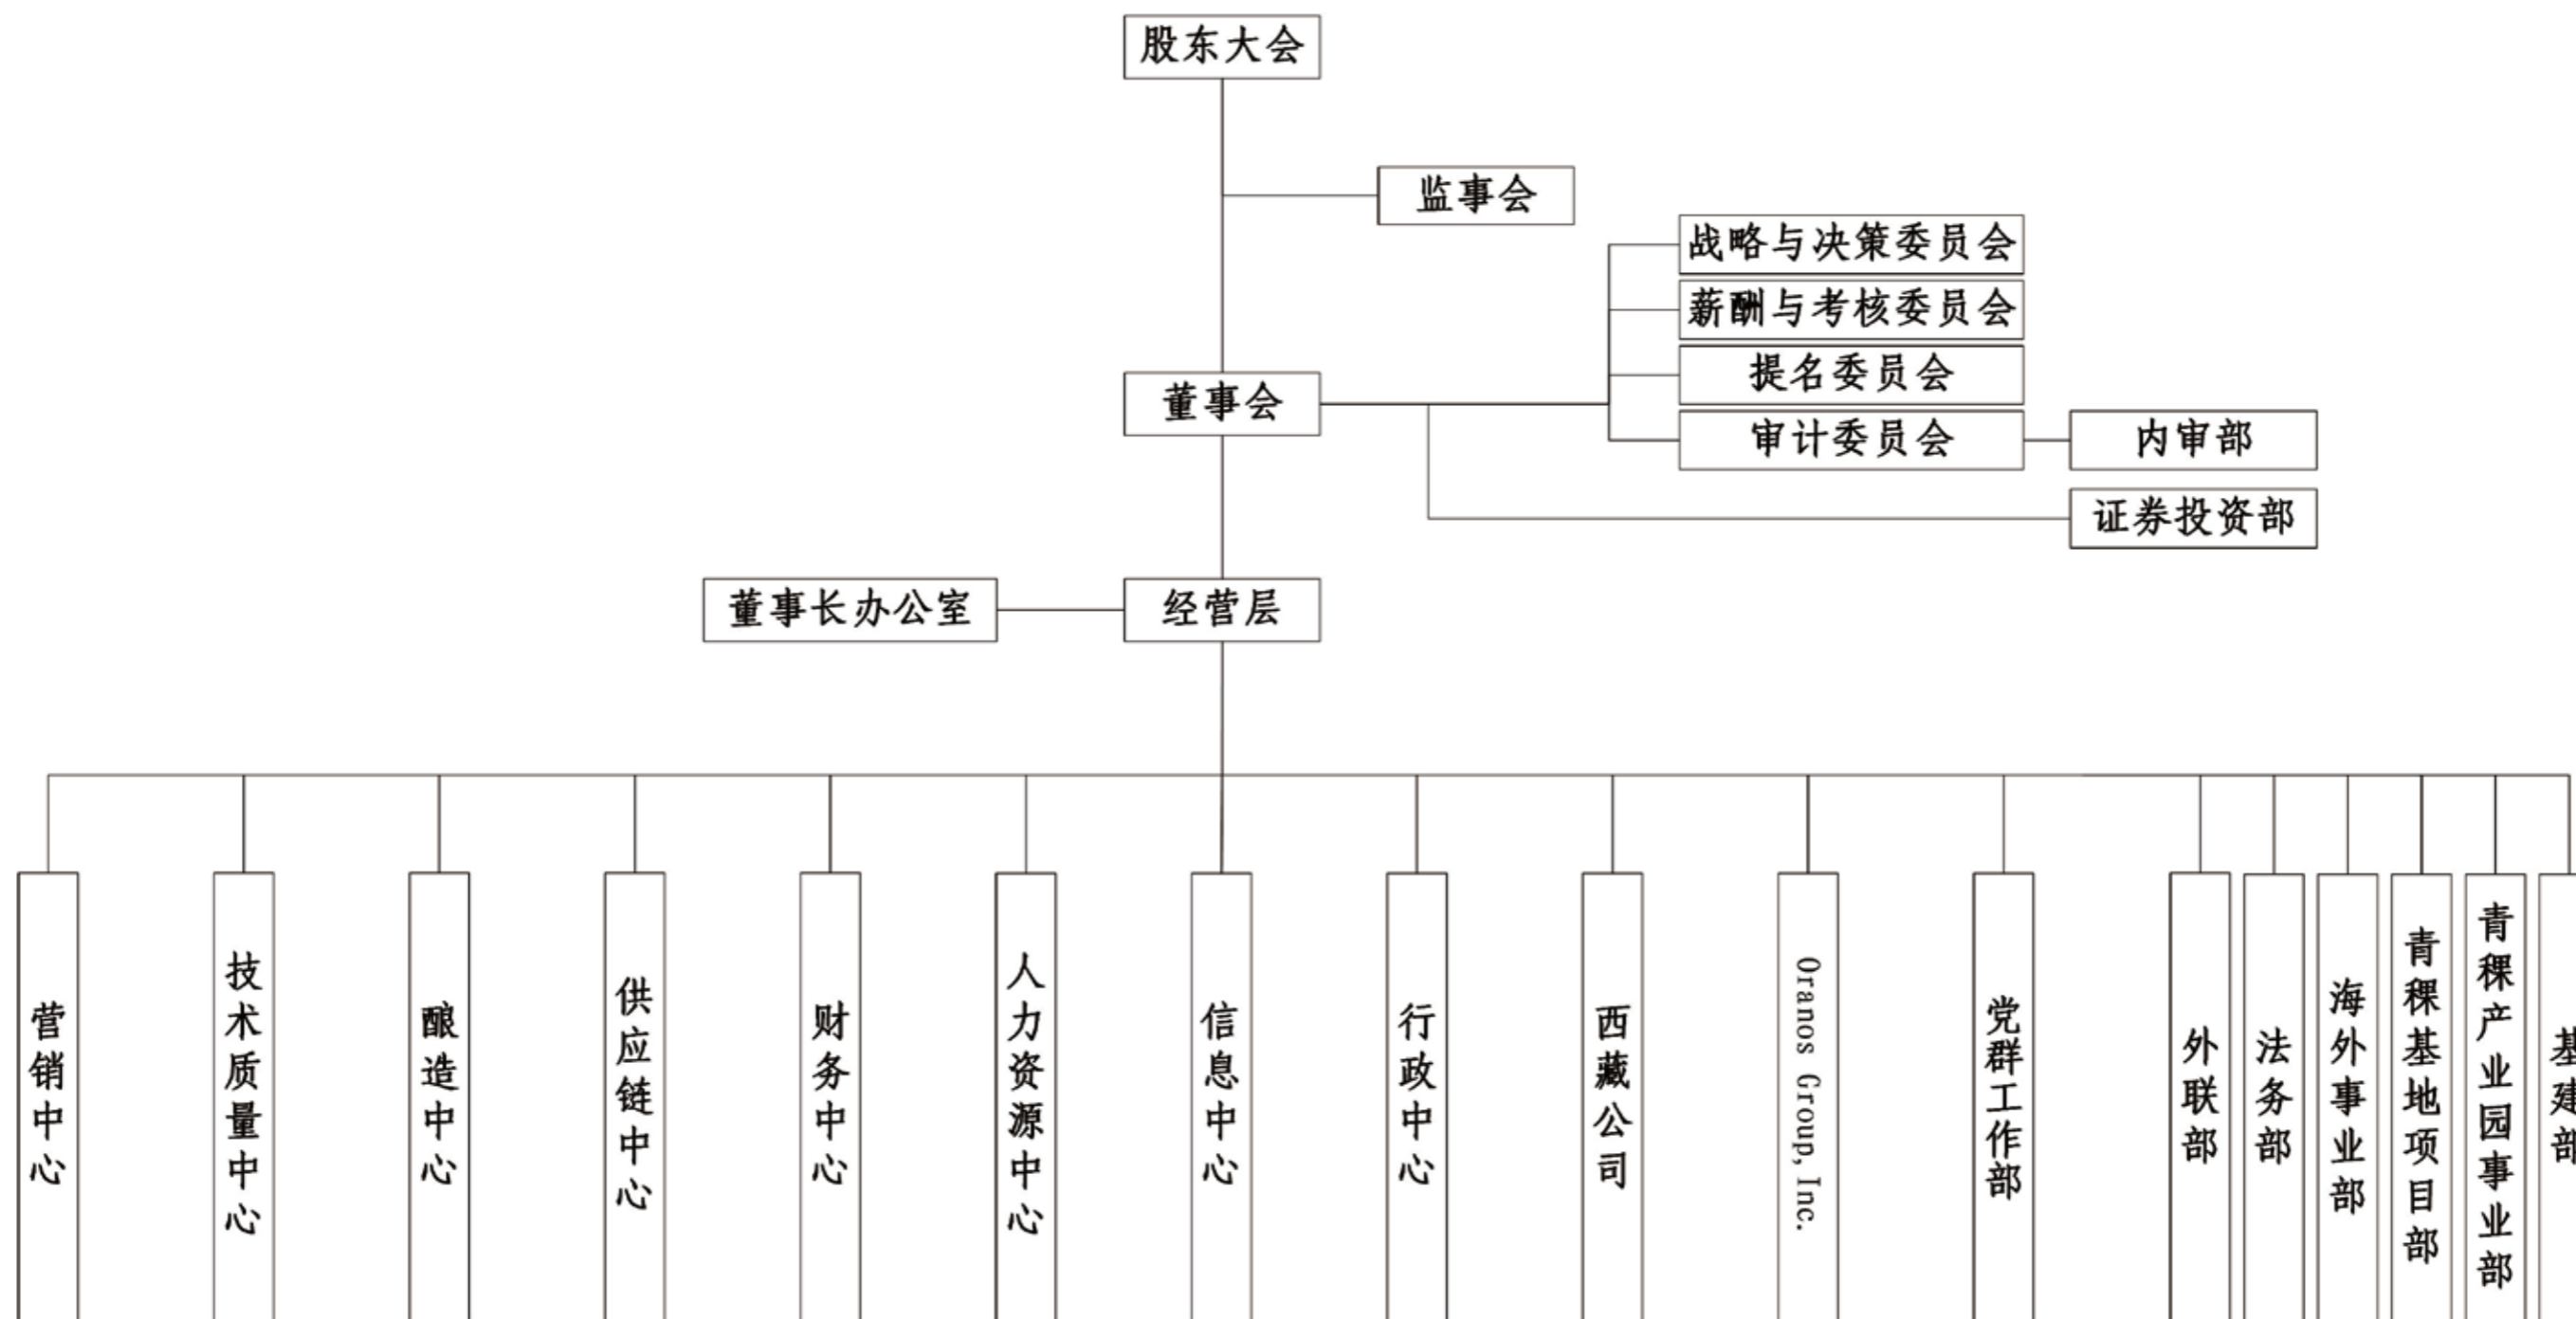 股东大会
监事会
战略与决策委员会
薪酬与考核委员会
提名委员会
董事会
审计委员会
内审部
证券投资部
董事长办公室
经营层
营销中心
技术质量中心
酿造中心
供应链中心
财务中心
人力资源中心
信息中心
行政中心
西藏公司
Oranos Group, Inc.
党群工作部
外联部
法务部
海外事业部
青稞基地项目部
青稞产业园事业部
基建部